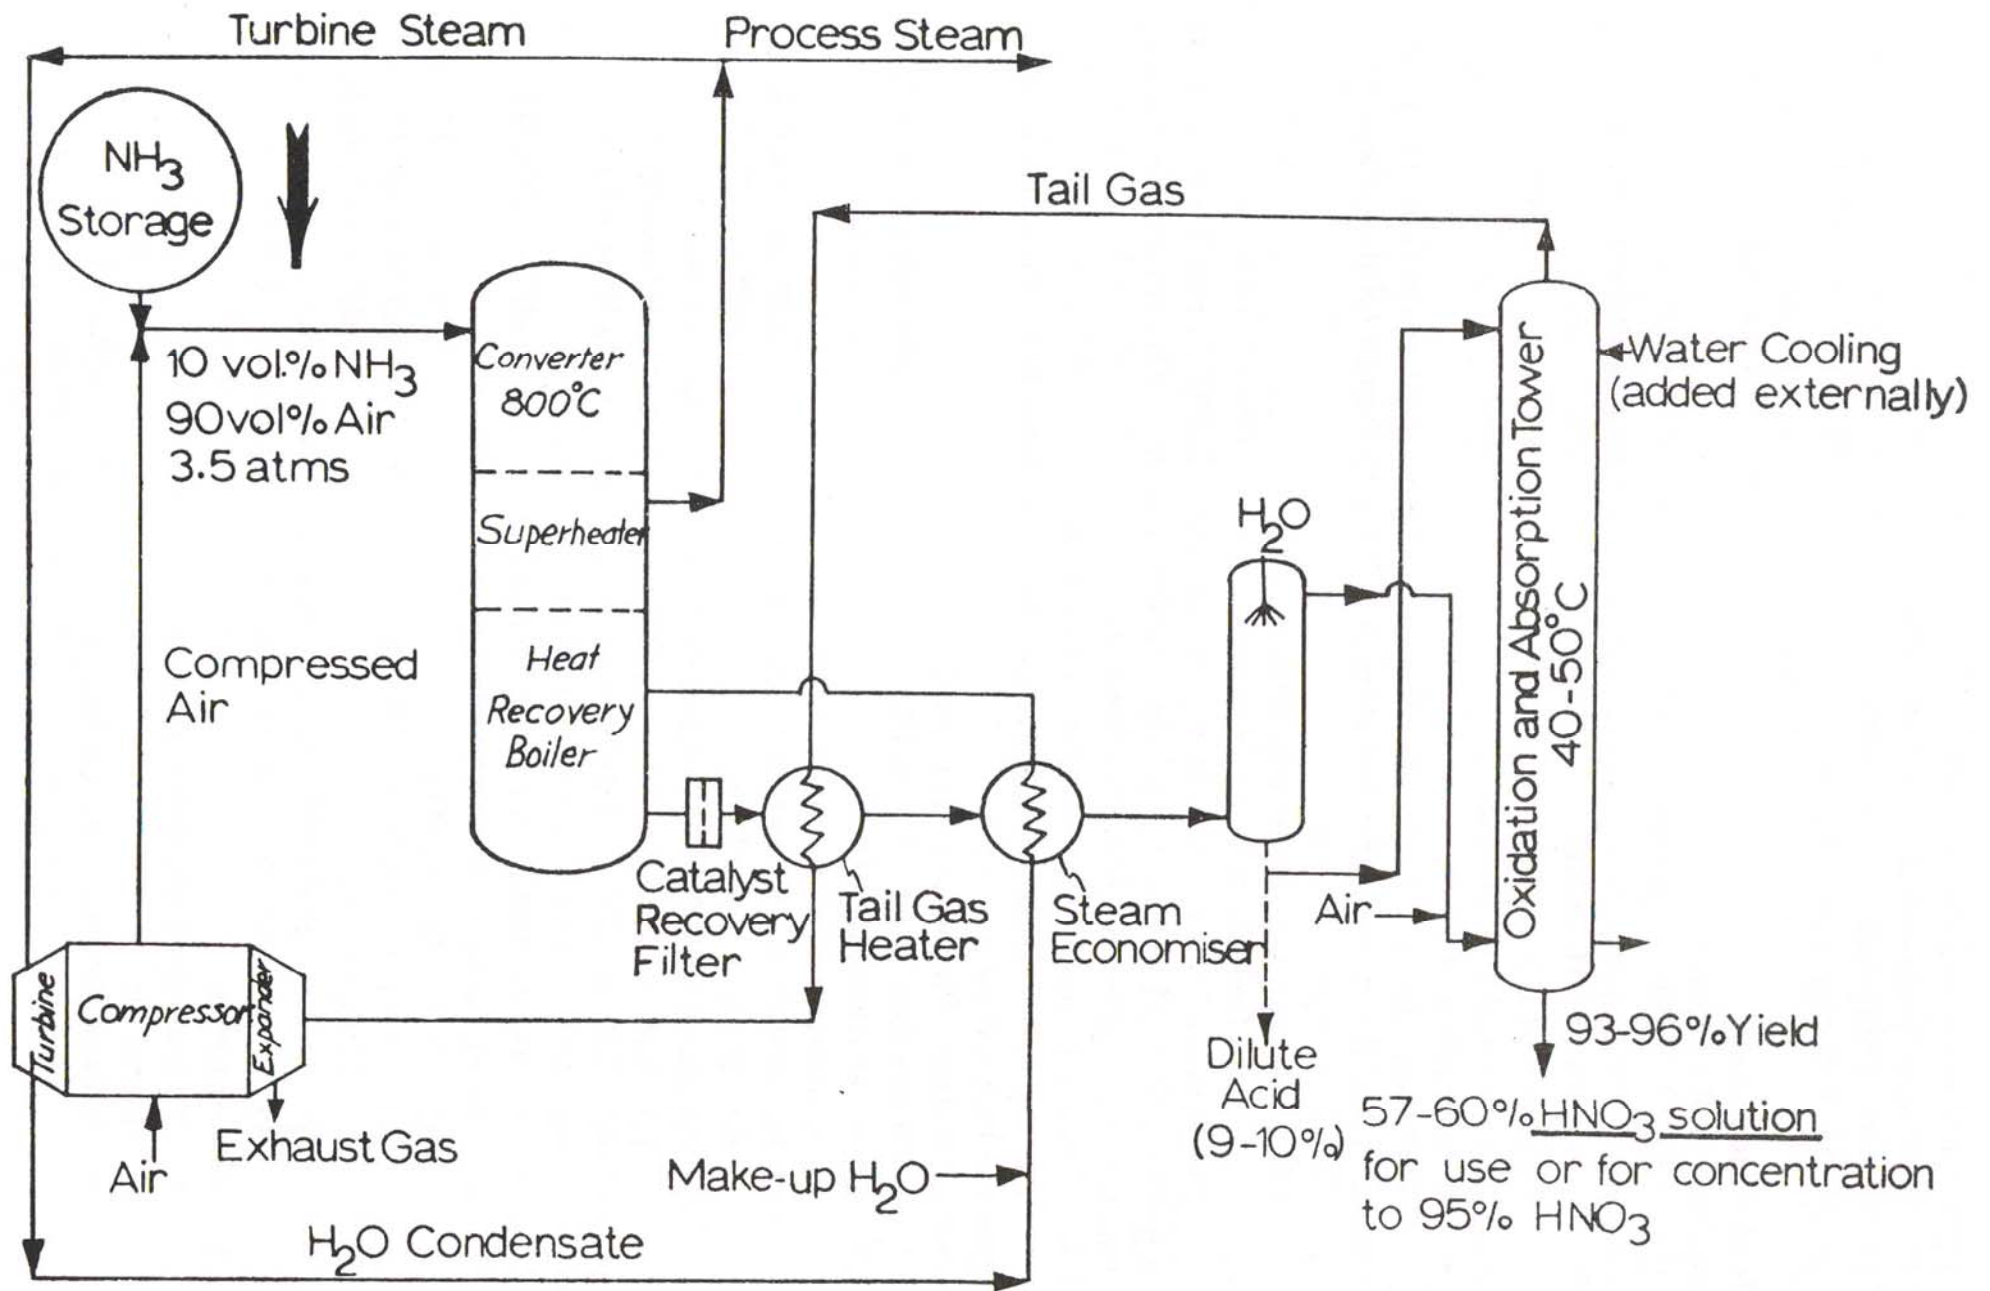 Turbine Steam
Process Steam
NH3
Storage
Tail Gas
10 vol.% NH3
90vol% Air
3.5 atms
Converter
800°C
Superheater
Heat
Recovery
Boiler
Compressed
Air
Water Cooling
(added externally)
H2O
Oxidation and Absorption Tower
40-50°C
Catalyst
Recovery
Filter
Tail Gas
Heater
Steam
Economiser
Air
Turbine
Compressor
Expander
Air
Exhaust Gas
Dilute
Acid
(9-10%)
93-96% Yield
57-60% HNO3 solution
for use or for concentration
to 95% HNO3
Make-up H2O
H2O Condensate